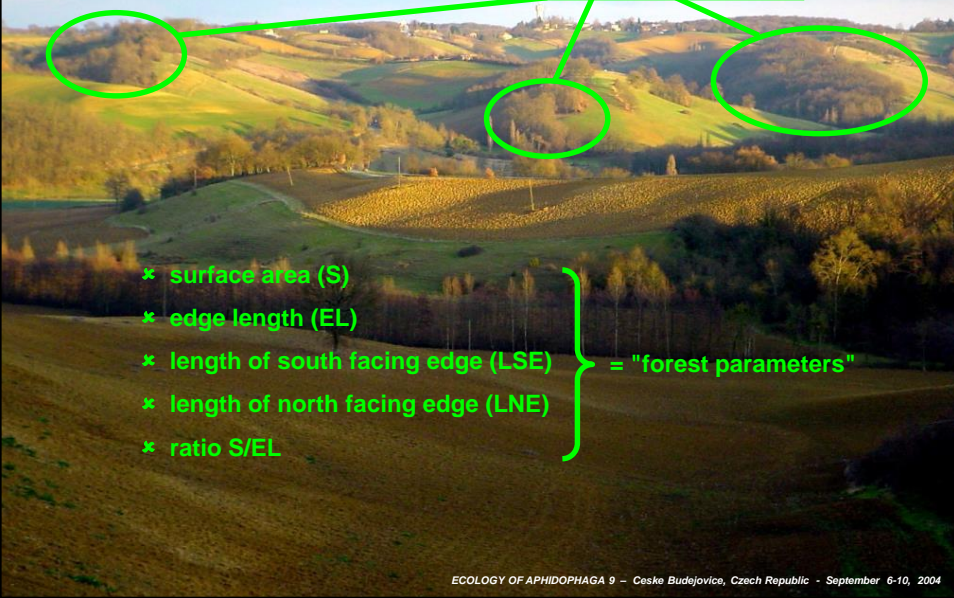 × surface area (S)
× edge length (EL)
× length of south facing edge (LSE)
= "forest parameters"
× length of north facing edge (LNE)
× ratio S/EL
ECOLOGY OF APHIDOPHAGA 9 – Ceske Budejovice, Czech Republic - September 6-10, 2004